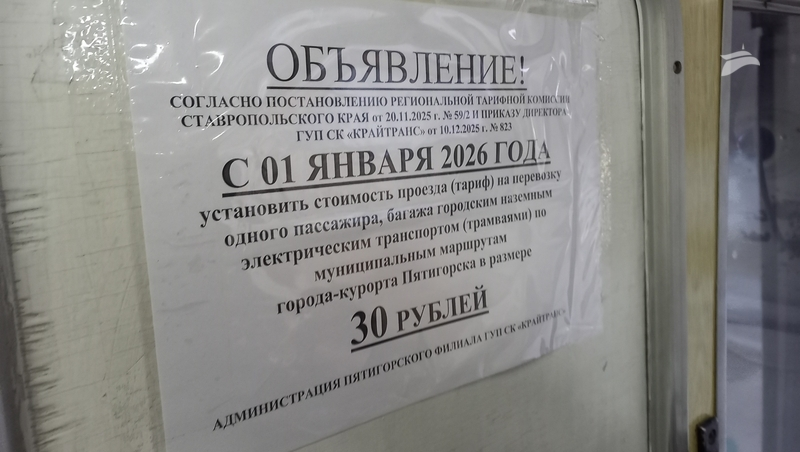 ОБЪЯВЛЕНИЕ!
СОГЛАСНО ПОСТАНОВЛЕНИЮ РЕГИОНАЛЬНОЙ ТАРИФНОЙ КОМИССИИ
СТАВРОПОЛЬСКОГО КРАЯ от 20.11.2025 г. № 59/2 И ПРИКАЗУ ДИРЕКТОРА
ГУП СК «КРАЙТРАНС» от 10.12.2025 г. № 823
С 01 ЯНВАРЯ 2026 ГОДА
установить стоимость проезда (тариф) на перевозку
одного пассажира, багажа городским наземным
электрическим транспортом (трамваями) по
муниципальным маршрутам
города-курорта Пятигорска в размере
30 РУБЛЕЙ
АДМИНИСТРАЦИЯ ПЯТИГОРСКОГО ФИЛИАЛА ГУП СК «КРАЙТРАНС»